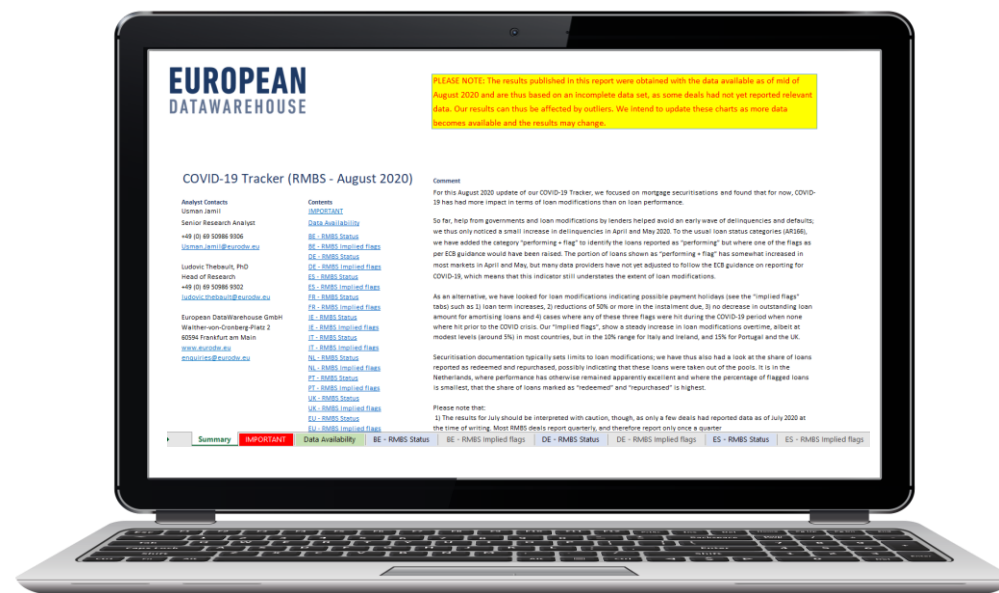 EUROPEAN
DATAWAREHOUSE
PLEASE NOTE: The results published in this report were obtained with the data available as of mid of
August 2020 and are thus based on an incomplete data set, as some deals had not yet reported relevant
data. Our results can thus be affected by outliers. We intend to update these charts as more data
becomes available and the results may change.
COVID-19 Tracker (RMBS - August 2020)
Analyst Contacts
Usman Jamil
Senior Research Analyst
+49 (0) 69 50986 9306
Usman.Jamil@eurodw.eu
Ludovic Thebault, PhD
Head of Research
+49 (0) 69 50986 9302
ludovic.thebault@eurodw.eu
European DataWarehouse GmbH
Walther-von-Cronberg-Platz 2
60594 Frankfurt am Main
www.eurodw.eu
enquiries@eurodw.eu
Contents
IMPORTANT
Data Availability
BE - RMBS Status
BE - RMBS Implied flags
DE - RMBS Status
DE - RMBS Implied flags
ES - RMBS Status
ES - RMBS Implied flags
FR - RMBS Status
FR - RMBS Implied flags
IE - RMBS Status
IE - RMBS Implied flags
IT - RMBS Status
IT - RMBS Implied flags
NL - RMBS Status
NL - RMBS Implied flags
PT - RMBS Status
PT - RMBS Implied flags
UK - RMBS Status
UK - RMBS Implied flags
EU - RMBS Status
EU - RMBS Implied flags
Comment
For this August 2020 update of our COVID-19 Tracker, we focused on mortgage securitisations and found that for now, COVID-
19 has had more impact in terms of loan modifications than on loan performance.
So far, help from governments and loan modifications by lenders helped avoid an early wave of delinquencies and defaults;
we thus only noticed a small increase in delinquencies in April and May 2020. To the usual loan status categories (AR166),
we have added the category "performing + flag" to identify the loans reported as "performing" but where one of the flags as
per ECB guidance would have been raised. The portion of loans shown as "performing + flag" has somewhat increased in
most markets in April and May, but many data providers have not yet adjusted to follow the ECB guidance on reporting for
COVID-19, which means that this indicator still understates the extent of loan modifications.
As an alternative, we have looked for loan modifications indicating possible payment holidays (see the "implied flags"
tabs) such as 1) loan term increases, 2) reductions of 50% or more in the instalment due, 3) no decrease in outstanding loan
amount for amortising loans and 4) cases where any of these three flags were hit during the COVID-19 period when none
where hit prior to the COVID crisis. Our "implied flags", show a steady increase in loan modifications overtime, albeit at
modest levels (around 5%) in most countries, but in the 10% range for Italy and Ireland, and 15% for Portugal and the UK.
Securitisation documentation typically sets limits to loan modifications; we have thus also had a look at the share of loans
reported as redeemed and repurchased, possibly indicating that these loans were taken out of the pools. It is in the
Netherlands, where performance has otherwise remained apparently excellent and where the percentage of flagged loans
is smallest, that the share of loans marked as "redeemed" and "repurchased" is highest.
Please note that:
1) The results for July should be interpreted with caution, though, as only a few deals had reported data as of July 2020 at
the time of writing. Most RMBS deals report quarterly, and therefore report only once a quarter
Summary IMPORTANT Data Availability BE - RMBS Status BE - RMBS Implied flags DE - RMBS Status DE - RMBS Implied flags ES - RMBS Status ES - RMBS Implied flags